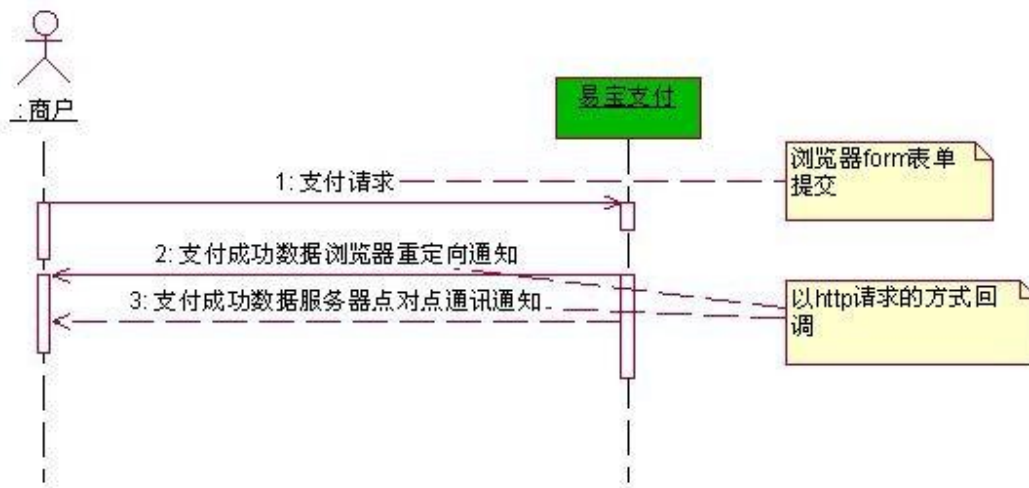 :商户
易宝支付
浏览器form表单
提交
1: 支付请求
2: 支付成功数据浏览器重定向通知
3: 支付成功数据服务器点对点通讯通知
以http请求的方式回
调